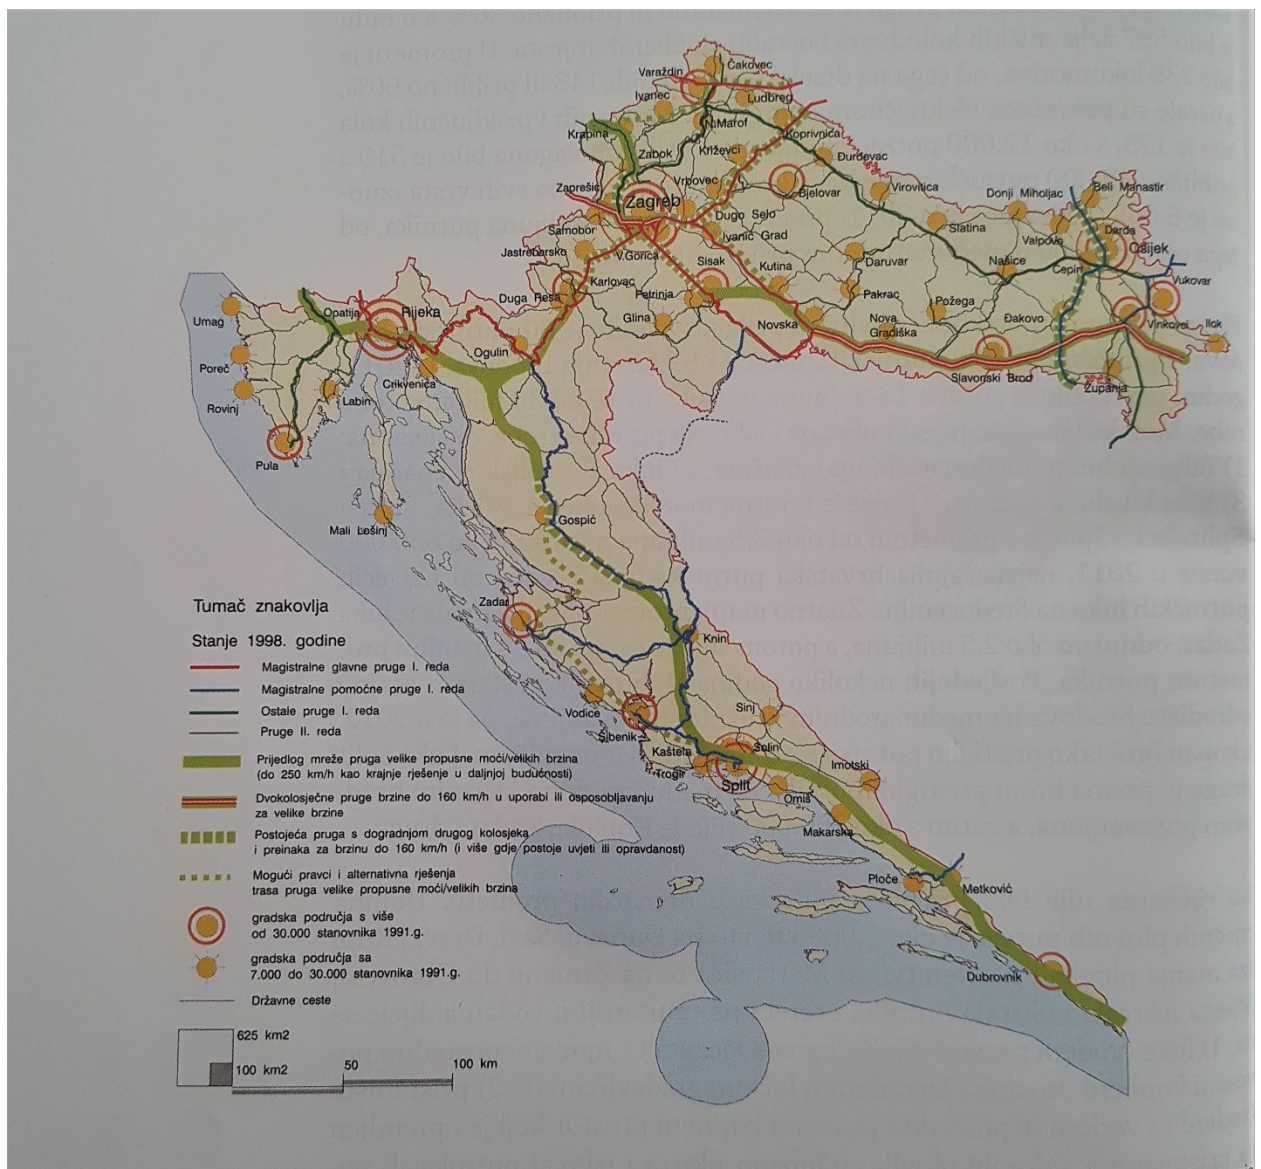 Čakovec
Varaždin
Ivanec
Ludbreg
N.Marof
Krapina
Koprivnica
Zabok
Križevci
Đurđevac
Zaprešić
Vrbovec
Bjelovar
Virovitica
Donji Miholjac
Beli Manastir
Zagreb
Dugo Selo
Slatina
Darda
Samobor
Ivanić Grad
Valpovo
Osijek
Jastrebarsko
V.Gorica
Sisak
Kutina
Daruvar
Našice
Čepin
Vukovar
Karlovac
Duga Resa
Petrinja
Pakrac
Požega
Umag
Opatija
Rijeka
Glina
Novska
Nova
Gradiška
Đakovo
Vinkovci
Ilok
Ogulin
Poreč
Crikvenica
Slavonski Brod
Županja
Rovinj
Labin
Pula
Gospić
Mali Lošinj
Zadar
Knin
Vodice
Šibenik
Sinj
Kaštela
Solin
Trogir
Split
Imotski
Omiš
Makarska
Ploče
Metković
Dubrovnik
Tumač znakovlja
Stanje 1998. godine
Magistralne glavne pruge I. reda
Magistralne pomoćne pruge I. reda
Ostale pruge I. reda
Pruge II. reda
Prijedlog mreže pruga velike propusne moći/velikih brzina
(do 250 km/h kao krajnje rješenje u daljnjoj budućnosti)
Dvokolosječne pruge brzine do 160 km/h u uporabi ili osposobljavanju
za velike brzine
Postojeća pruga s dogradnjom drugog kolosjeka
i preinaka za brzinu do 160 km/h (i više gdje postoje uvjeti ili opravdanost)
Mogući pravci i alternativna rješenja
trasa pruga velike propusne moći/velikih brzina
gradska područja s više
od 30.000 stanovnika 1991.g.
gradska područja sa
7.000 do 30.000 stanovnika 1991.g.
Državne ceste
625 km2
100 km2
50
100 km